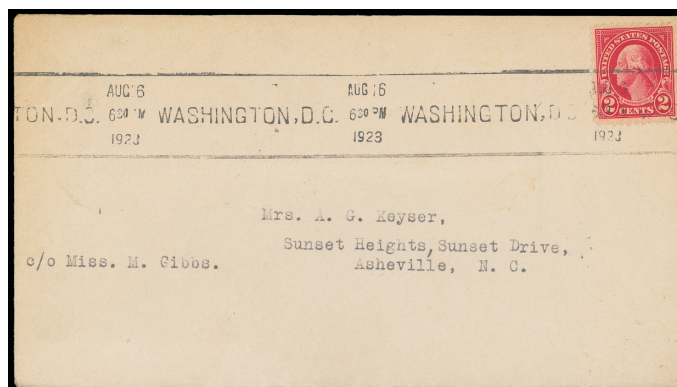 UNITED STATES POSTAGE
2 CENTS 2
AUG 16 AUG 16
TON, D.C. 6 30 PM WASHINGTON, D.C. 6 30 PM WASHINGTON, D.C.
1923 1923 1923
Mrs. A. G. Keyser,
Sunset Heights, Sunset Drive,
c/o Miss. M. Gibbs. Asheville, N. C.